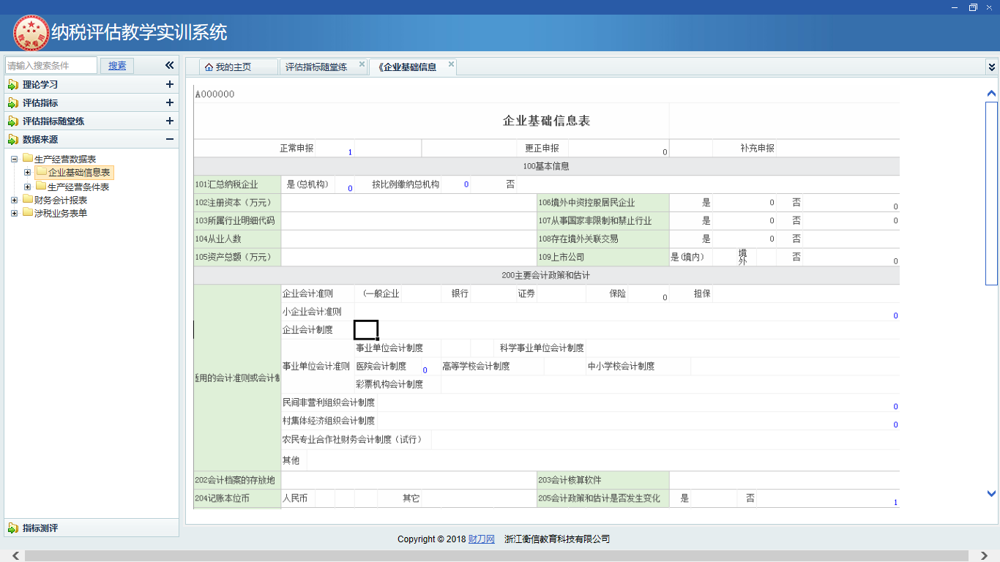 纳税评估教学实训系统
请输入搜索条件 搜素
理论学习
评估指标
评估指标随堂练
数据来源
生产经营数据表
企业基础信息表
生产经营条件表
财务会计报表
涉税业务表单
指标测评
我的主页 评估指标随堂练 《企业基础信息
A000000
企业基础信息表
正常申报 1 更正申报 0 补充申报
100基本信息
101汇总纳税企业 是(总机构) 0 按比例缴纳总机构 0 否
102注册资本（万元） 106境外中资控股居民企业 是 0 否 0
103所属行业明细代码 107从事国家非限制和禁止行业 是 0 否 0
104从业人数 108存在境外关联交易 是 0 否
105资产总额（万元） 109上市公司 是(境内） 境外 否 0
200主要会计政策和估计
适用的会计准则或会计制
企业会计准则 （一般企业 银行 证券 保险 0 担保
小企业会计准则 0
企业会计制度
事业单位会计制度 科学事业单位会计制度
事业单位会计准则 医院会计制度 0 高等学校会计制度 中小学校会计制度
彩票机构会计制度
民间非营利组织会计制度 0
村集体经济组织会计制度 0
农民专业合作社财务会计制度（试行）
其他
202会计档案的存放地 203会计核算软件
204记账本位币 人民币 其它 205会计政策和估计是否发生变化 是 否 1
Copyright © 2018 财刀网 浙江衡信教育科技有限公司